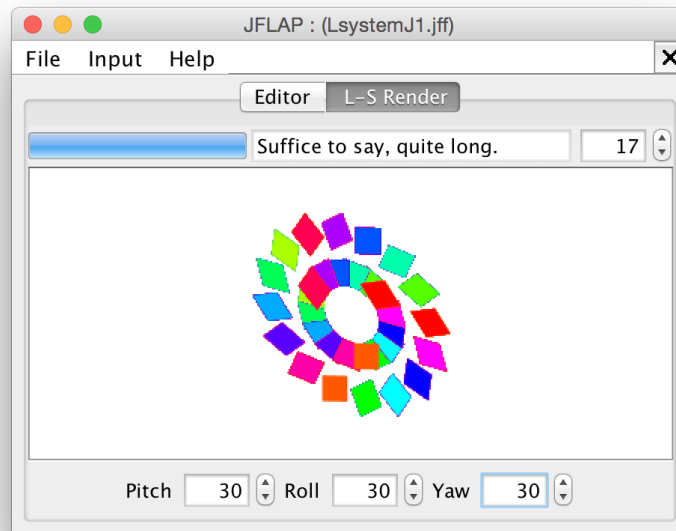 JFLAP : (LsystemJ1.jff)
File Input Help
Editor L-S Render
Suffice to say, quite long. 17
Pitch 30 Roll 30 Yaw 30